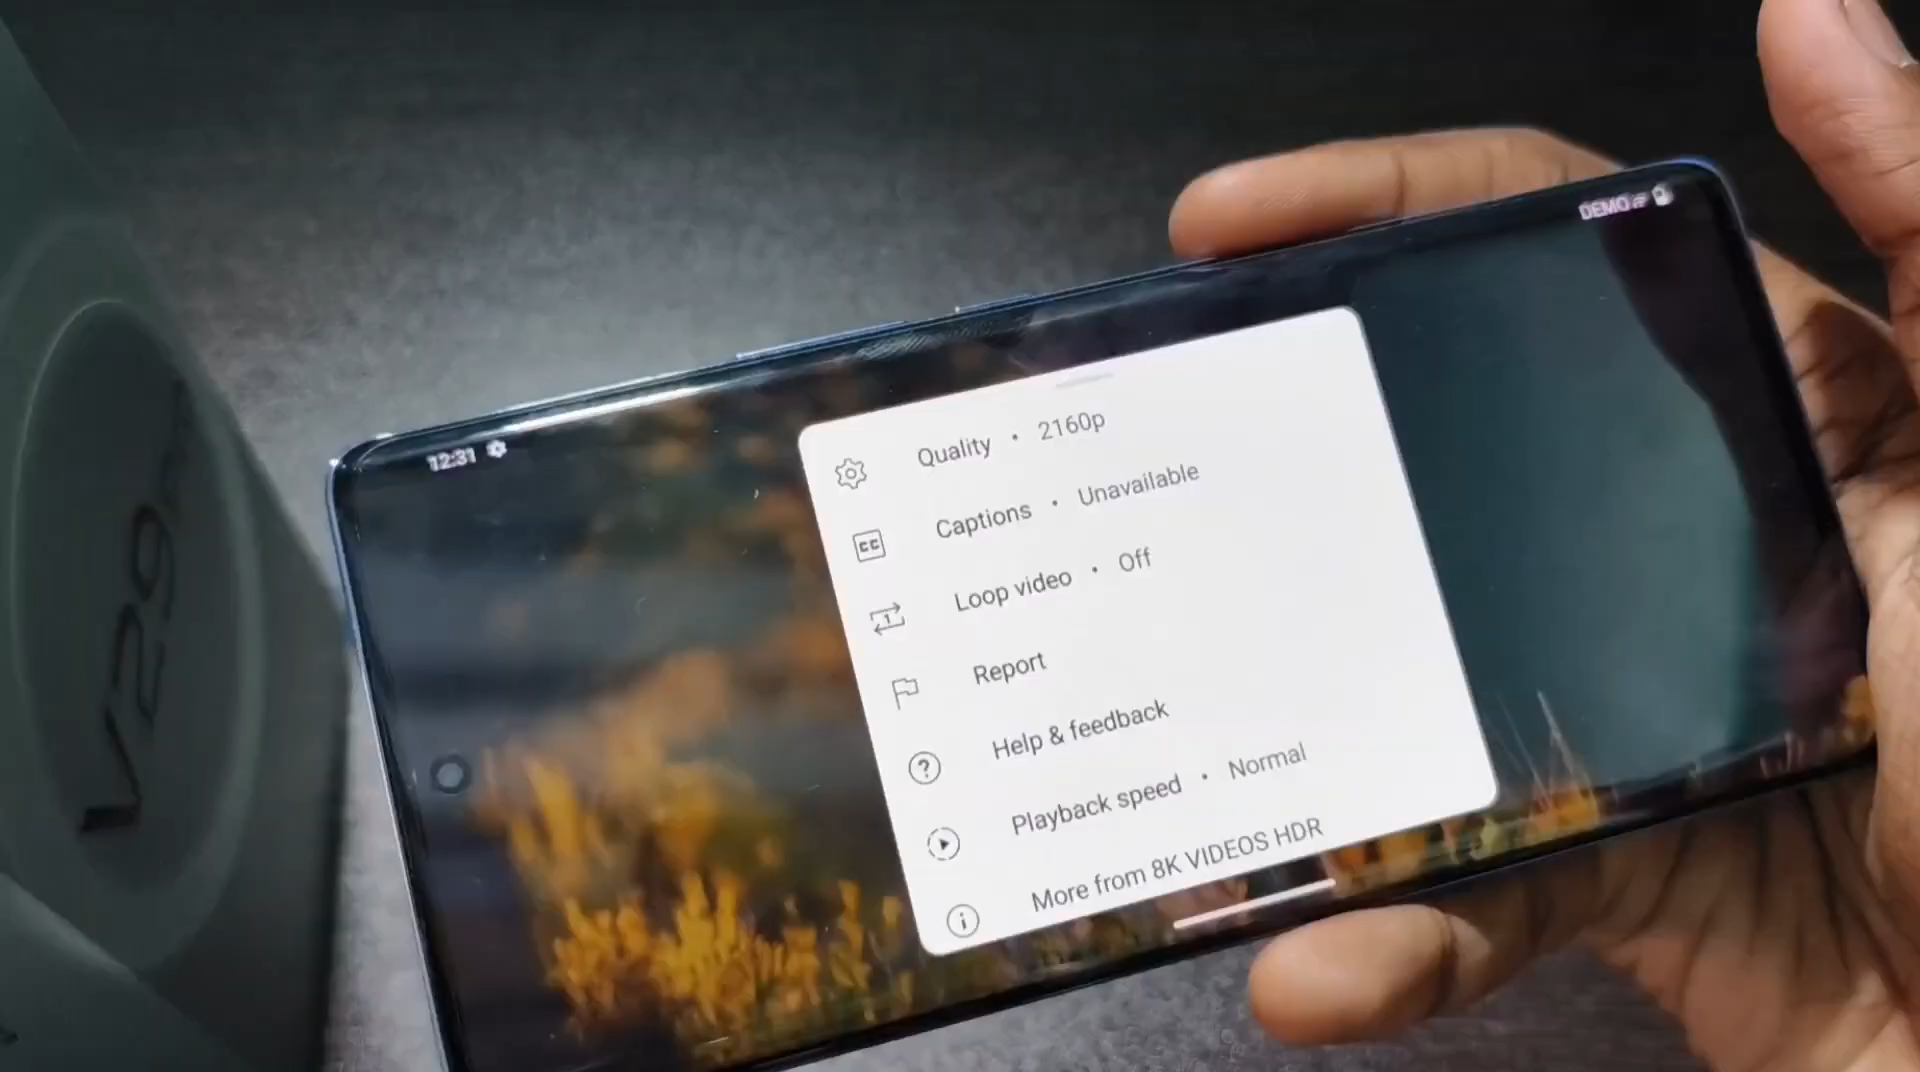 12:31
DEMO
Quality • 2160p
Captions • Unavailable
Loop video • Off
Report
Help & feedback
Playback speed • Normal
More from 8K VIDEOS HDR
V29